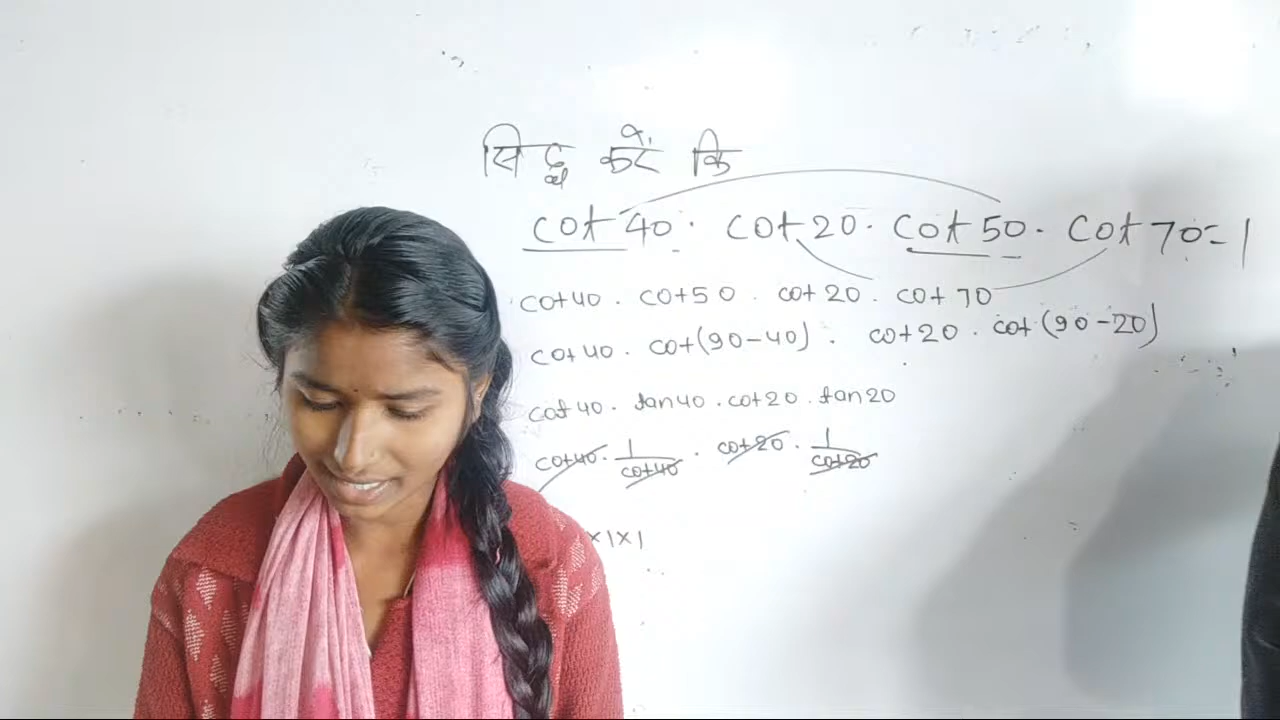 सिद्ध करें कि
cot 40 · cot 20 · cot 50 · cot 70 = 1
cot 40 · cot 50 · cot 20 · cot 70
cot 40 · cot (90-40) · cot 20 · cot (90-20)
cot 40 · tan 40 · cot 20 · tan 20
cot 40 · 1/cot 40 · cot 20 · 1/cot 20
×1×1